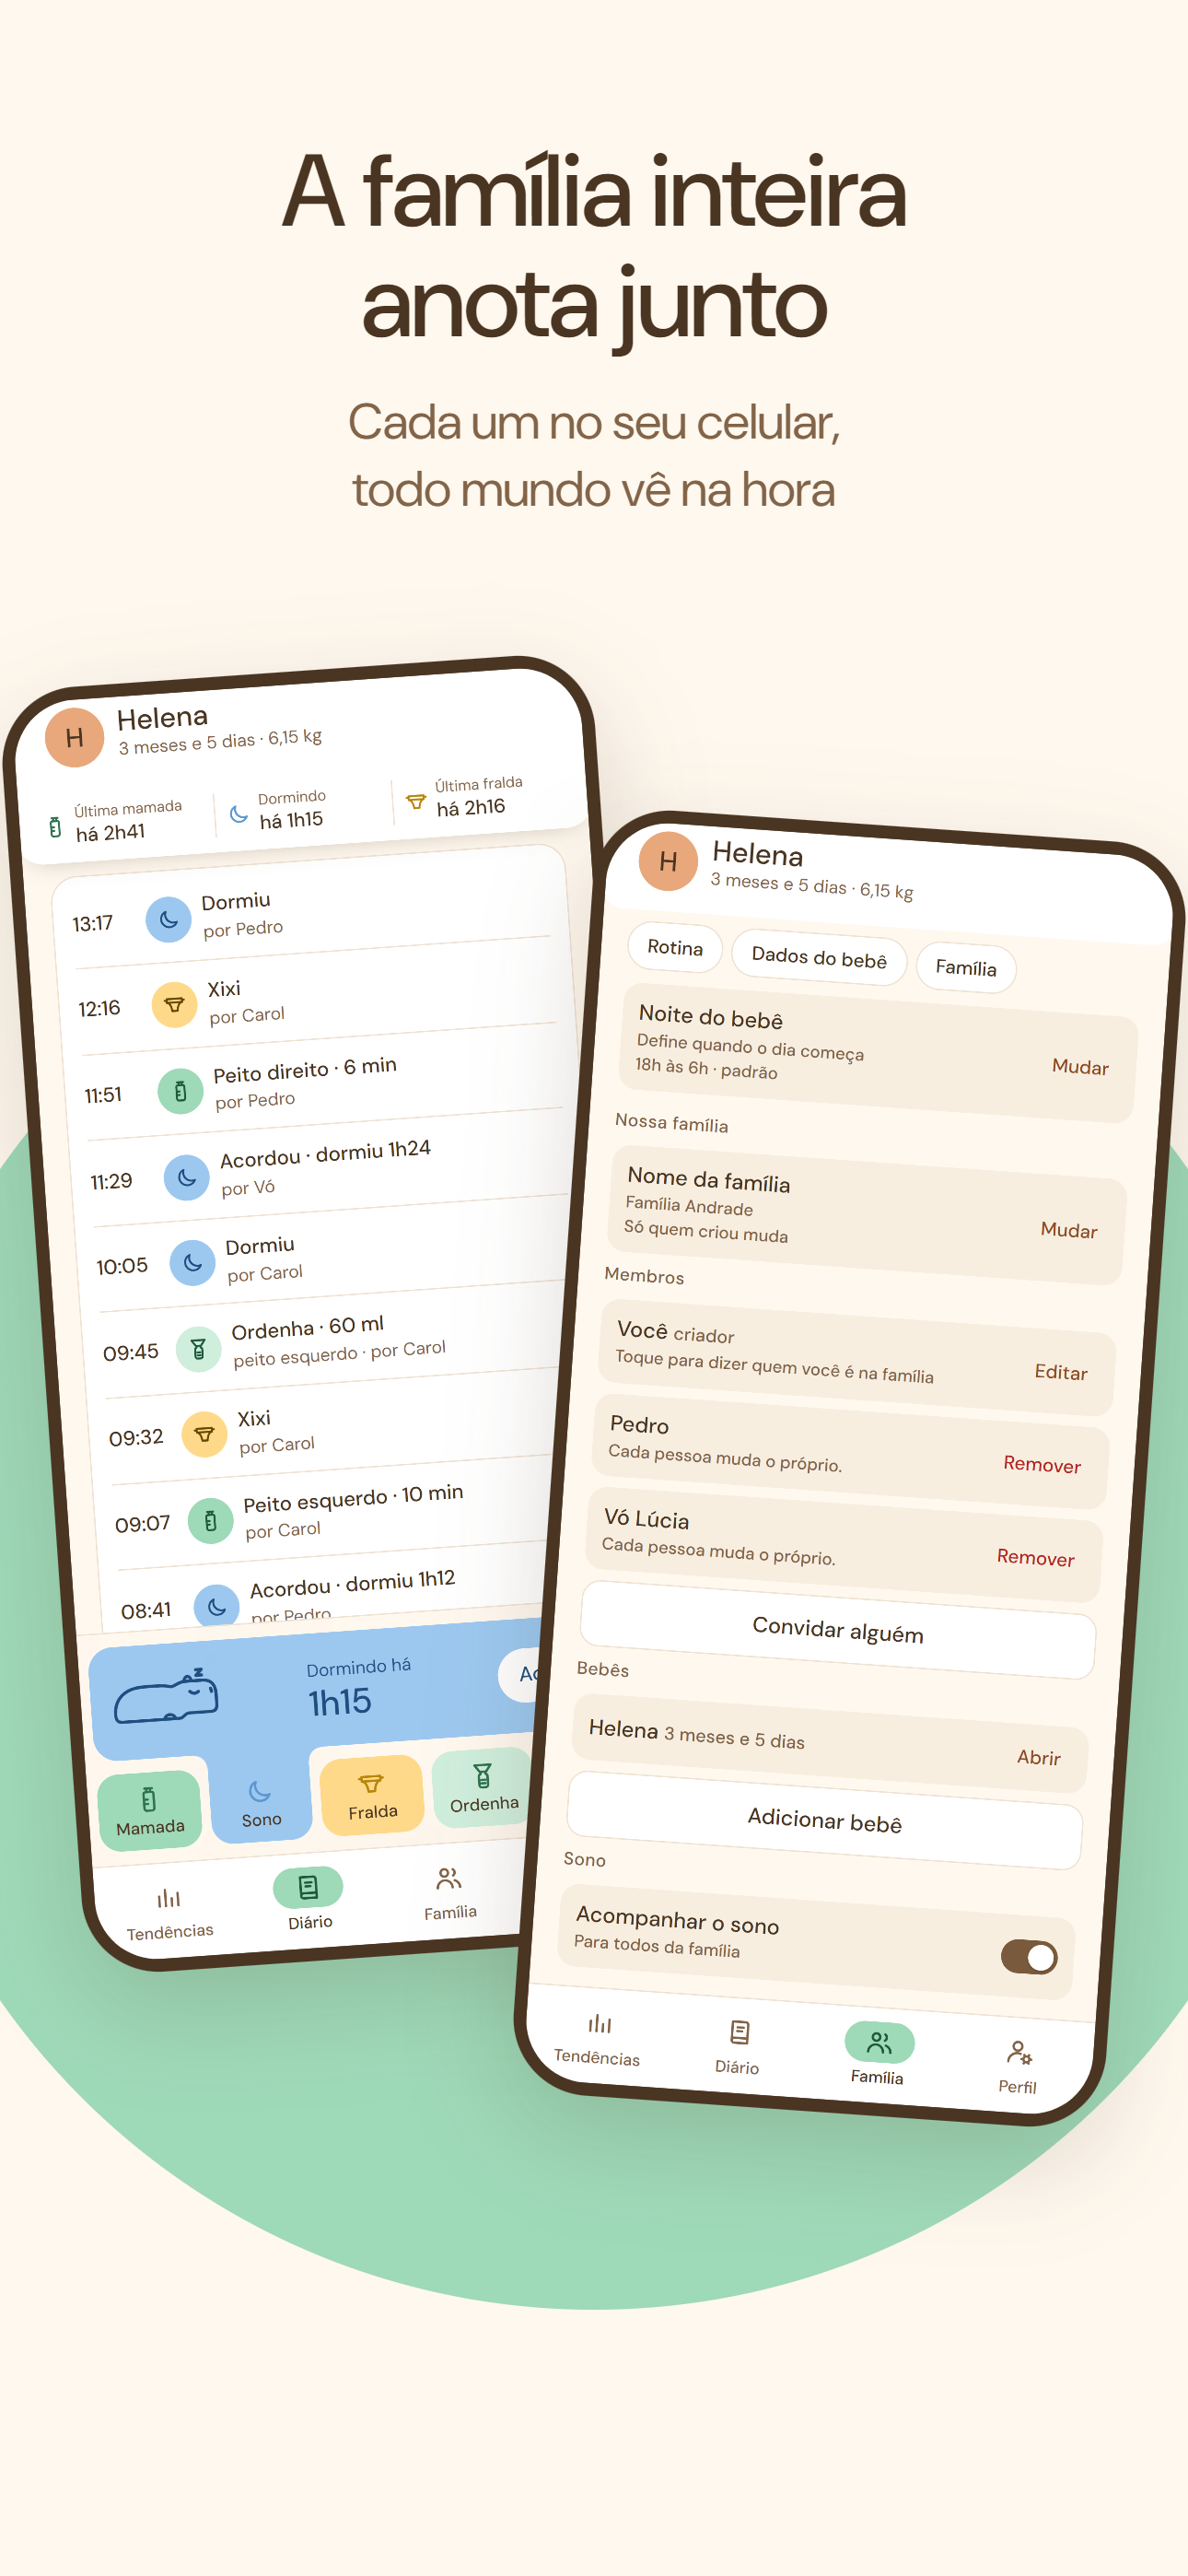 A família inteira
anota junto
Cada um no seu celular,
todo mundo vê na hora
H
Helena
3 meses e 5 dias · 6,15 kg
Última mamada
há 2h41
Dormindo
há 1h15
Última fralda
há 2h16
13:17
Dormiu
por Pedro
12:16
Xixi
por Carol
11:51
Peito direito · 6 min
por Pedro
11:29
Acordou · dormiu 1h24
por Vó
10:05
Dormiu
por Carol
09:45
Ordenha · 60 ml
peito esquerdo · por Carol
09:32
Xixi
por Carol
09:07
Peito esquerdo · 10 min
por Carol
08:41
Acordou · dormiu 1h12
por Pedro
Dormindo há
1h15
Mamada
Sono
Fralda
Ordenha
Tendências
Diário
Família
H
Helena
3 meses e 5 dias · 6,15 kg
Rotina
Dados do bebê
Família
Noite do bebê
Define quando o dia começa
18h às 6h · padrão
Mudar
Nossa família
Nome da família
Família Andrade
Só quem criou muda
Mudar
Membros
Você criador
Toque para dizer quem você é na família
Editar
Pedro
Cada pessoa muda o próprio.
Remover
Vó Lúcia
Cada pessoa muda o próprio.
Remover
Convidar alguém
Bebês
Helena 3 meses e 5 dias
Abrir
Adicionar bebê
Sono
Acompanhar o sono
Para todos da família
Tendências
Diário
Família
Perfil